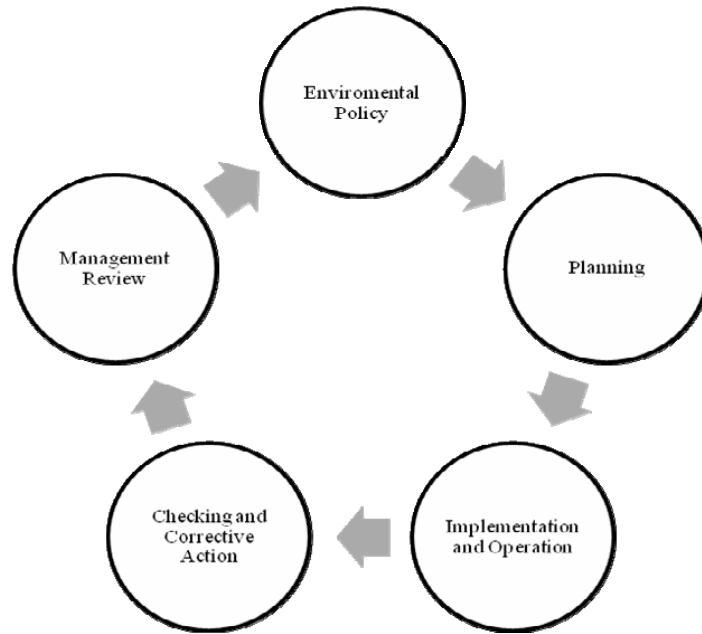 Enviromental
Policy
Planning
Implementation
and Operation
Checking and
Corrective
Action
Management
Review